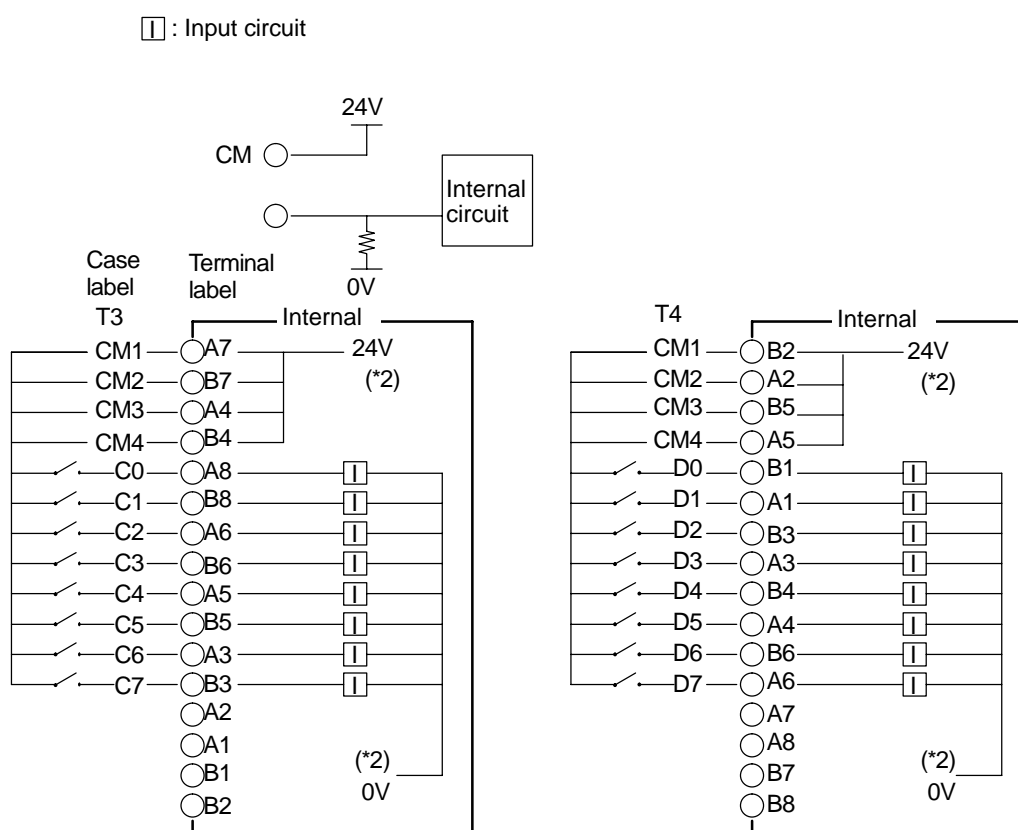 I : Input circuit
24V
CM
Internal
circuit
0V
Case
label
Terminal
label
T3
Internal
CM1 A7 24V
CM2 B7 (*2)
CM3 A4
CM4 B4
C0 A8 I
C1 B8 I
C2 A6 I
C3 B6 I
C4 A5 I
C5 B5 I
C6 A3 I
C7 B3 I
A2
A1
B1 (*2)
0V
B2
T4
Internal
CM1 B2 24V
CM2 A2 (*2)
CM3 B5
CM4 A5
D0 B1 I
D1 A1 I
D2 B3 I
D3 A3 I
D4 B4 I
D5 A4 I
D6 B6 I
D7 A6 I
A7
A8
B7 (*2)
0V
B8